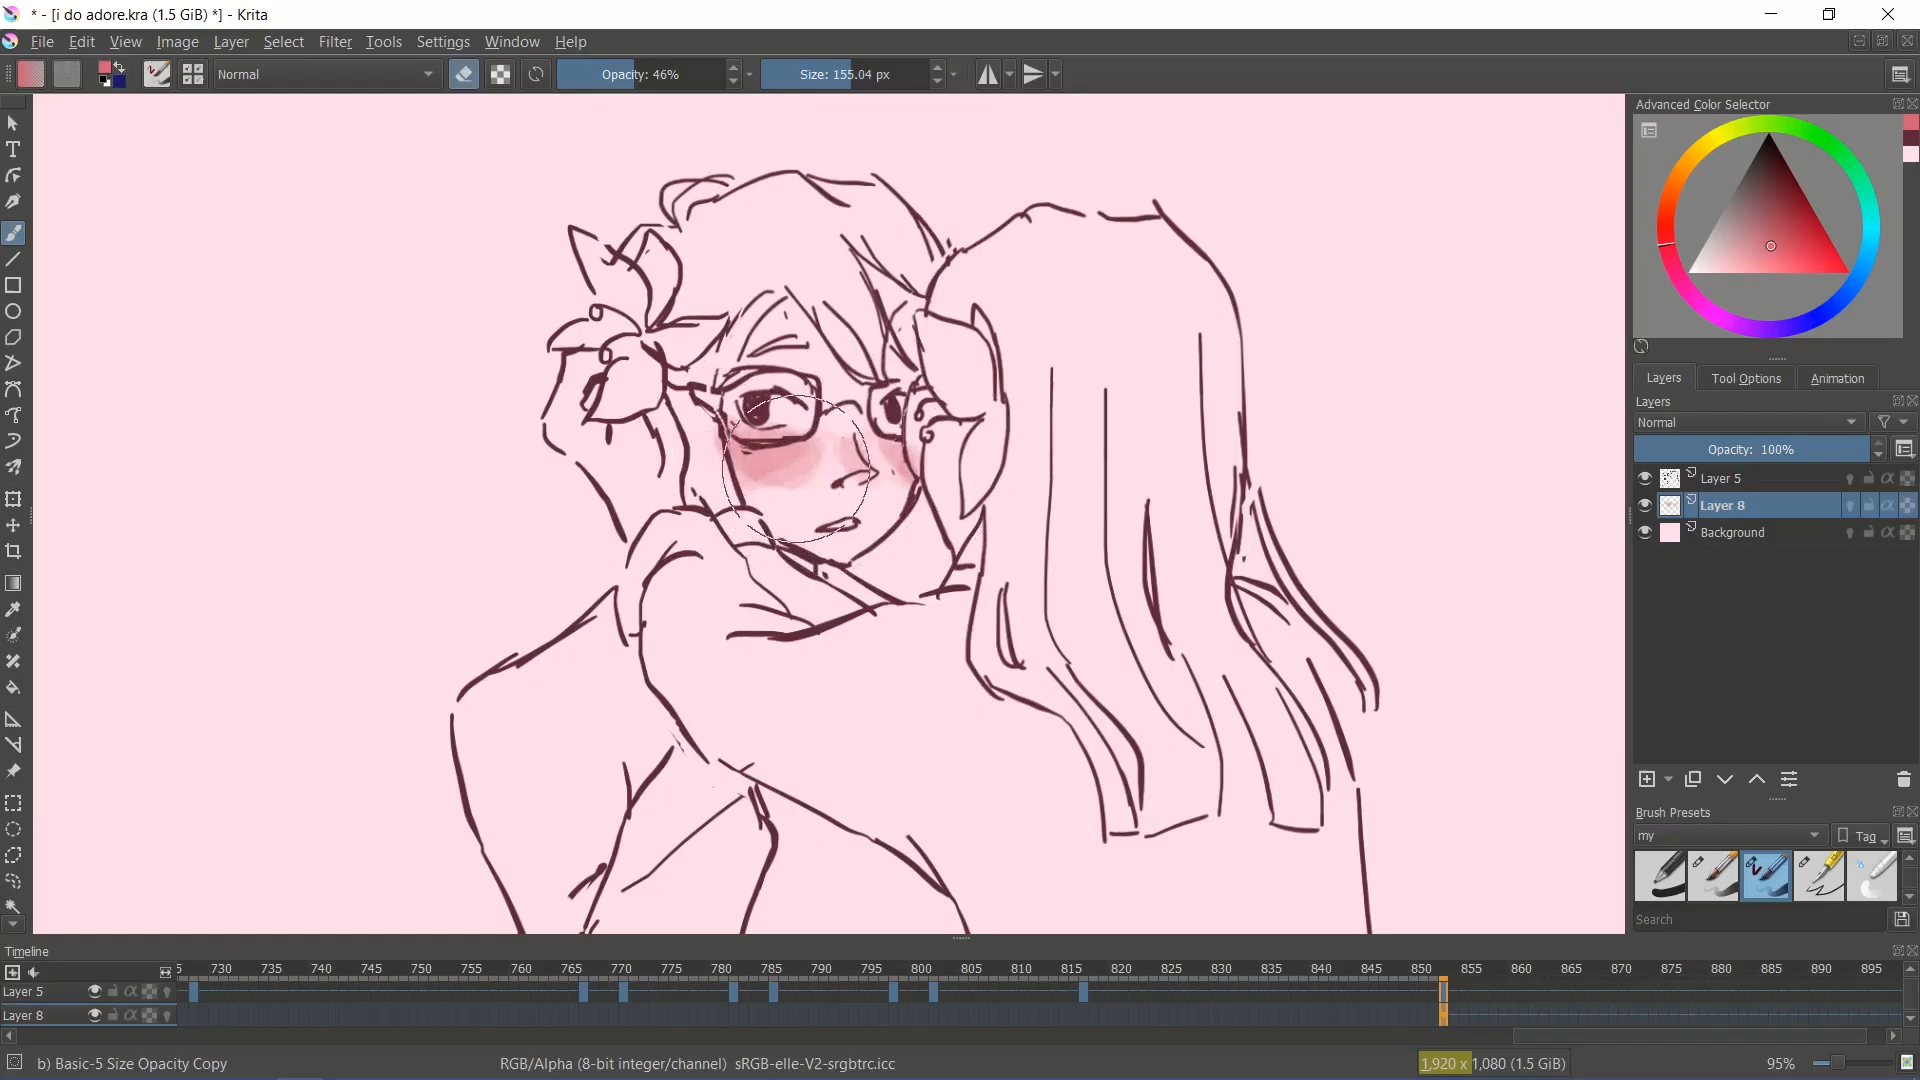 * - [i do adore.kra (1.5 GiB) *] - Krita
File Edit View Image Layer Select Filter Tools Settings Window Help
Normal Opacity: 46% Size: 155.04 px
Advanced Color Selector
Layers Tool Options Animation
Layers
Normal
Opacity: 100%
Layer 5
Layer 8
Background
Brush Presets
my Tag
Search
Timeline
5 730 735 740 745 750 755 760 765 770 775 780 785 790 795 800 805 810 815 820 825 830 835 840 845 850 855 860 865 870 875 880 885 890 895
Layer 5
Layer 8
b) Basic-5 Size Opacity Copy RGB/Alpha (8-bit integer/channel) sRGB-elle-V2-srgbtrc.icc 1,920 x 1,080 (1.5 GiB) 95%